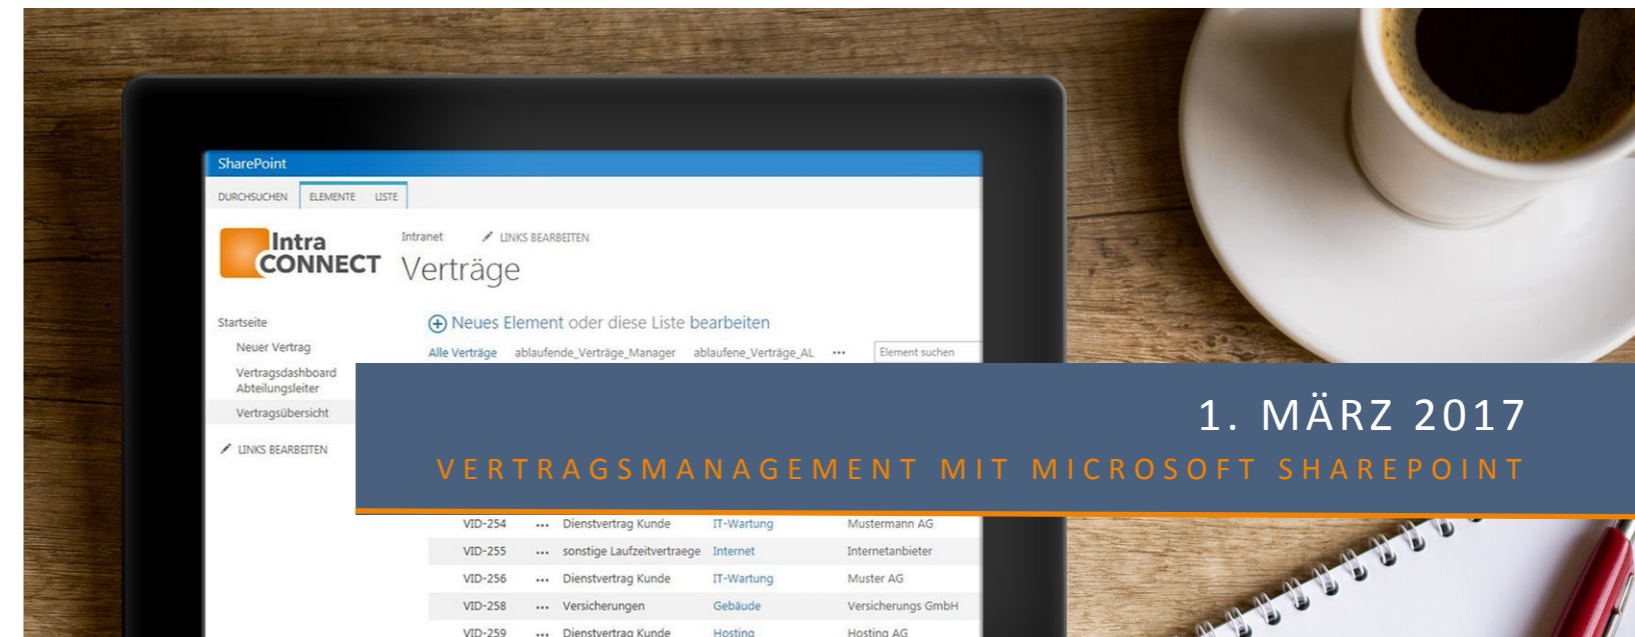 SharePoint
DURCHSUCHEN ELEMENTE LISTE
Intra
CONNECT
Intranet LINKS BEARBEITEN
Verträge
Startseite
Neuer Vertrag
Vertragsdashboard
Abteilungsleiter
Vertragsübersicht
LINKS BEARBEITEN
Neues Element oder diese Liste bearbeiten
Alle Verträge ablaufende_Verträge_Manager ablaufene_Verträge_AL ... Element suchen
1. MÄRZ 2017
VERTRAGSMANAGEMENT MIT MICROSOFT SHAREPOINT
VID-254 ... Dienstvertrag Kunde IT-Wartung Mustermann AG
VID-255 ... sonstige Laufzeitvertraege Internet Internetanbieter
VID-256 ... Dienstvertrag Kunde IT-Wartung Muster AG
VID-258 ... Versicherungen Gebäude Versicherungs GmbH
VID-259 ... Dienstvertrag Kunde Hosting Hosting AG